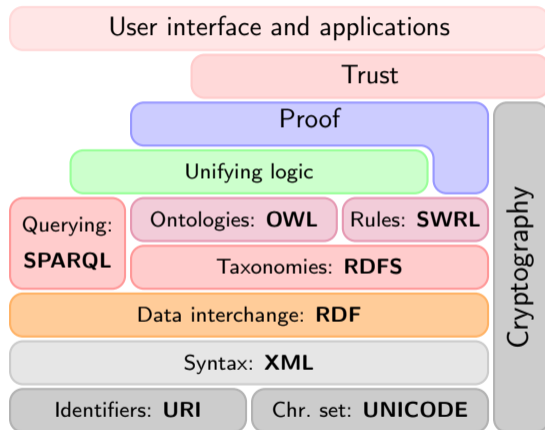 User interface and applications
Trust
Proof
Unifying logic
Querying:
SPARQL
Ontologies: OWL
Rules: SWRL
Taxonomies: RDFS
Data interchange: RDF
Syntax: XML
Identifiers: URI
Chr. set: UNICODE
Cryptography